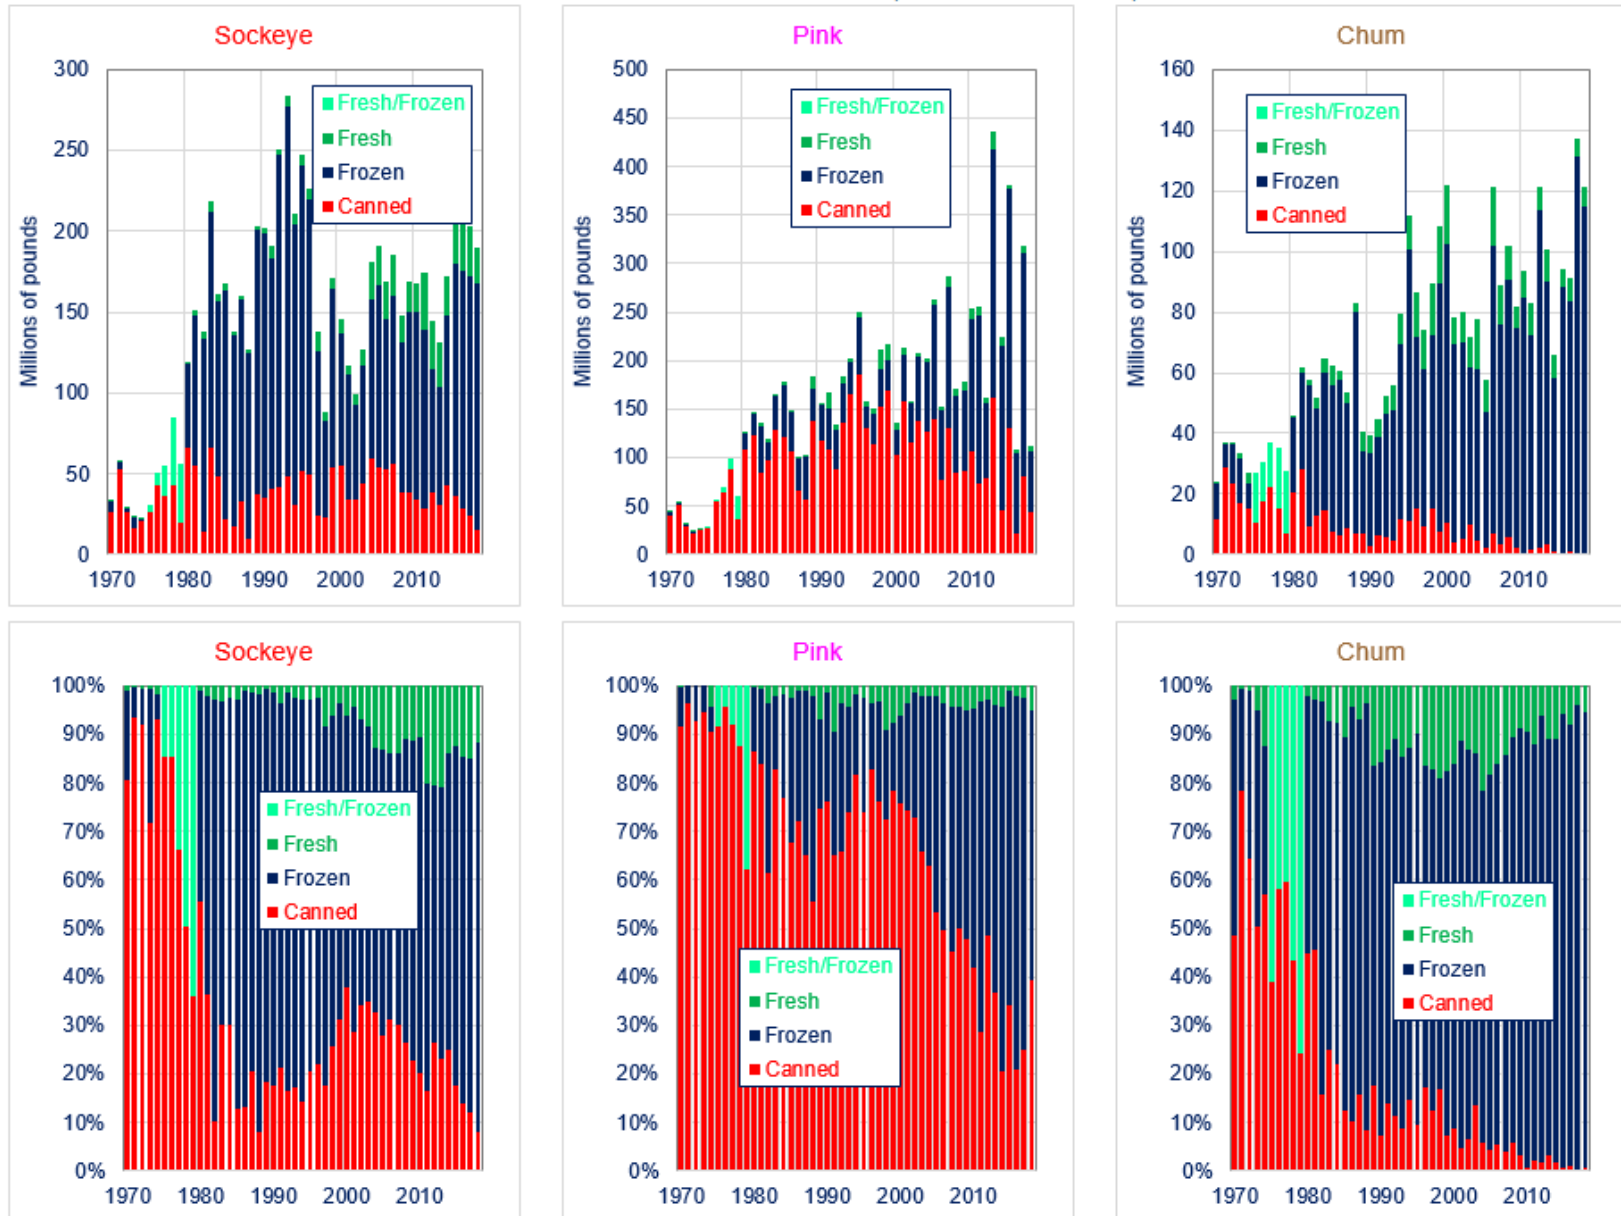 Sockeye
Millions of pounds
300
250
200
150
100
50
0
Fresh/Frozen
Fresh
Frozen
Canned
1970 1980 1990 2000 2010
Pink
Millions of pounds
500
450
400
350
300
250
200
150
100
50
0
Fresh/Frozen
Fresh
Frozen
Canned
1970 1980 1990 2000 2010
Chum
Millions of pounds
160
140
120
100
80
60
40
20
0
Fresh/Frozen
Fresh
Frozen
Canned
1970 1980 1990 2000 2010
Sockeye
100%
90%
80%
70%
60%
50%
40%
30%
20%
10%
0%
Fresh/Frozen
Fresh
Frozen
Canned
1970 1980 1990 2000 2010
Pink
100%
90%
80%
70%
60%
50%
40%
30%
20%
10%
0%
Fresh/Frozen
Fresh
Frozen
Canned
1970 1980 1990 2000 2010
Chum
100%
90%
80%
70%
60%
50%
40%
30%
20%
10%
0%
Fresh/Frozen
Fresh
Frozen
Canned
1970 1980 1990 2000 2010